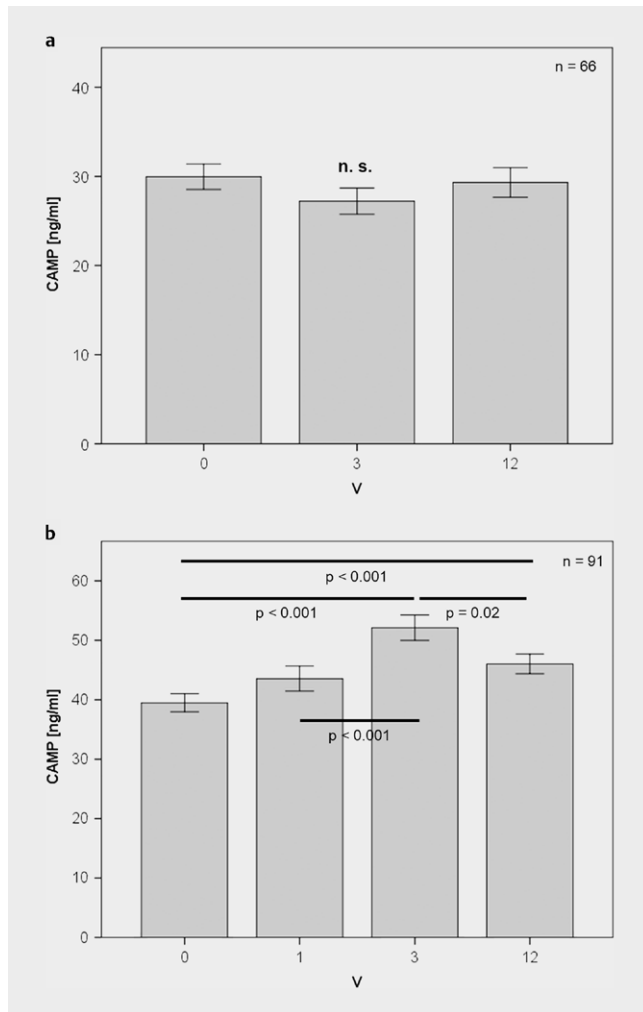 a
n = 66
40
n. s.
30
20
10
0
CAMP [ng/ml]
0 3 12
V
b
n = 91
p < 0.001
60
p < 0.001 p = 0.02
50
40
p < 0.001
30
20
10
0
CAMP [ng/ml]
0 1 3 12
V